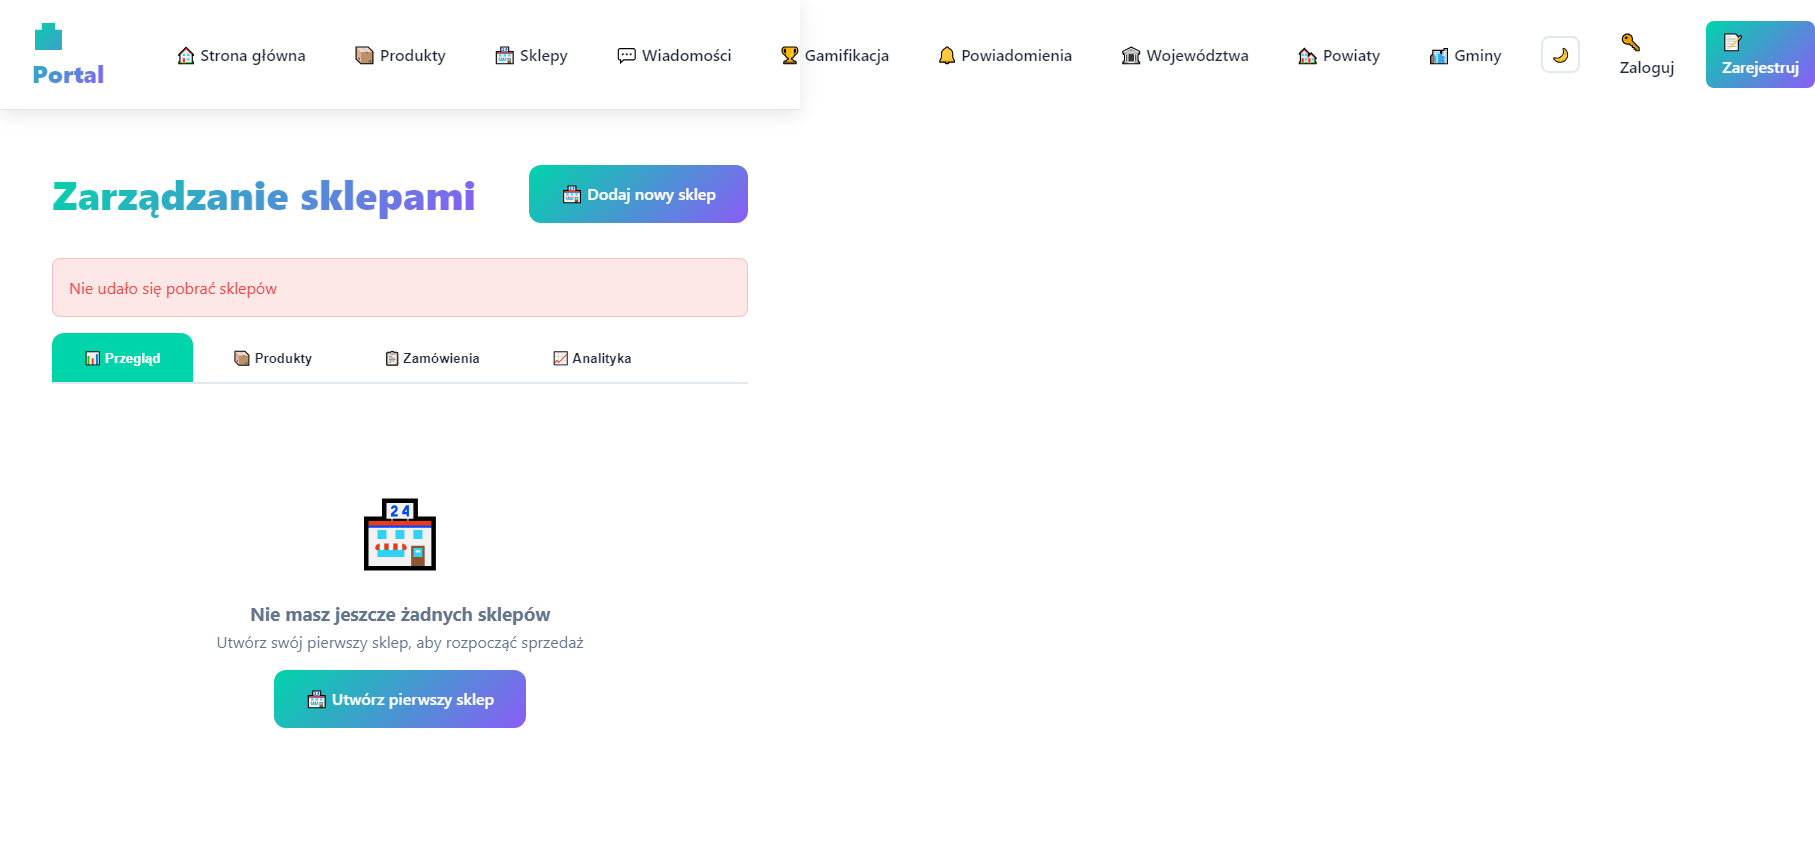 Portal
Strona główna
Produkty
Sklepy
Wiadomości
Gamifikacja
Powiadomienia
Województwa
Powiaty
Gminy
Zaloguj
Zarejestruj
Zarządzanie sklepami
Dodaj nowy sklep
Nie udało się pobrać sklepów
Przegląd
Produkty
Zamówienia
Analityka
24
Nie masz jeszcze żadnych sklepów
Utwórz swój pierwszy sklep, aby rozpocząć sprzedaż
Utwórz pierwszy sklep